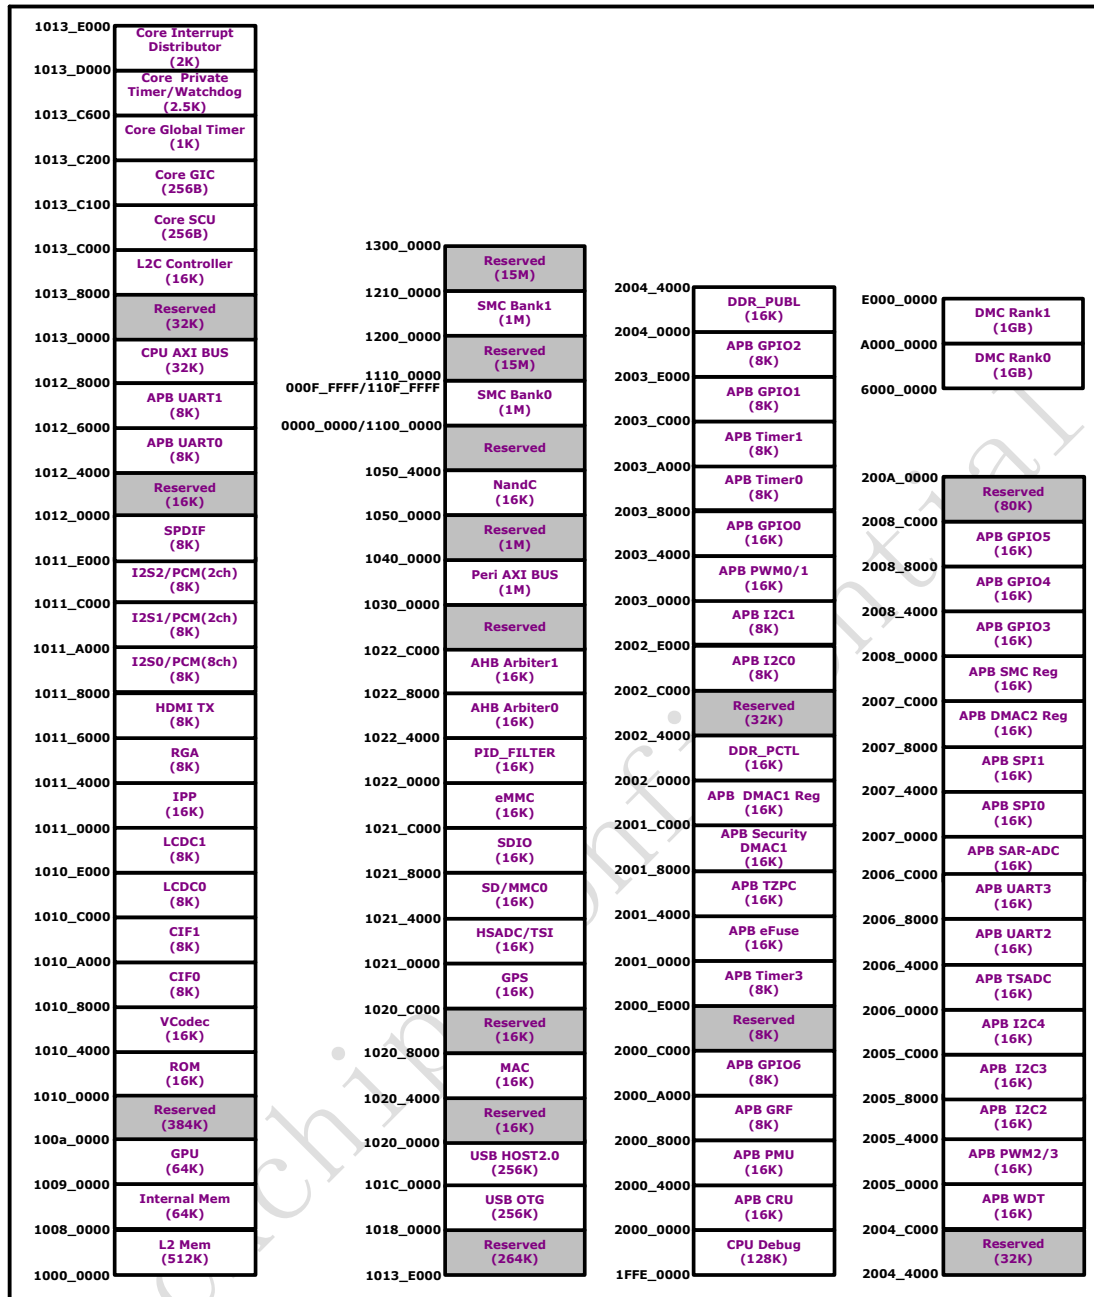 1013_E000
Core Interrupt
Distributor
(2K)
1013_D000
Core Private
Timer/Watchdog
(2.5K)
1013_C600
Core Global Timer
(1K)
1013_C200
Core GIC
(256B)
1013_C100
Core SCU
(256B)
1013_C000
L2C Controller
(16K)
1013_8000
Reserved
(32K)
1013_0000
CPU AXI BUS
(32K)
1012_8000
APB UART1
(8K)
1012_6000
APB UART0
(8K)
1012_4000
Reserved
(16K)
1012_0000
SPDIF
(8K)
1011_E000
I2S2/PCM(2ch)
(8K)
1011_C000
I2S1/PCM(2ch)
(8K)
1011_A000
I2S0/PCM(8ch)
(8K)
1011_8000
HDMI TX
(8K)
1011_6000
RGA
(8K)
1011_4000
IPP
(16K)
1011_0000
LCDC1
(8K)
1010_E000
LCDC0
(8K)
1010_C000
CIF1
(8K)
1010_A000
CIF0
(8K)
1010_8000
VCodec
(16K)
1010_4000
ROM
(16K)
1010_0000
Reserved
(384K)
100a_0000
GPU
(64K)
1009_0000
Internal Mem
(64K)
1008_0000
L2 Mem
(512K)
1000_0000
1300_0000
Reserved
(15M)
1210_0000
SMC Bank1
(1M)
1200_0000
Reserved
(15M)
1110_0000
000F_FFFF/110F_FFFF
SMC Bank0
(1M)
0000_0000/1100_0000
Reserved
1050_4000
NandC
(16K)
1050_0000
Reserved
(1M)
1040_0000
Peri AXI BUS
(1M)
1030_0000
Reserved
1022_C000
AHB Arbiter1
(16K)
1022_8000
AHB Arbiter0
(16K)
1022_4000
PID_FILTER
(16K)
1022_0000
eMMC
(16K)
1021_C000
SDIO
(16K)
1021_8000
SD/MMC0
(16K)
1021_4000
HSADC/TSI
(16K)
1021_0000
GPS
(16K)
1020_C000
Reserved
(16K)
1020_8000
MAC
(16K)
1020_4000
Reserved
(16K)
1020_0000
USB HOST2.0
(256K)
101C_0000
USB OTG
(256K)
1018_0000
Reserved
(264K)
1013_E000
2004_4000
DDR_PUBL
(16K)
2004_0000
APB GPIO2
(8K)
2003_E000
APB GPIO1
(8K)
2003_C000
APB Timer1
(8K)
2003_A000
APB Timer0
(8K)
2003_8000
APB GPIO0
(16K)
2003_4000
APB PWM0/1
(16K)
2003_0000
APB I2C1
(8K)
2002_E000
APB I2C0
(8K)
2002_C000
Reserved
(32K)
2002_4000
DDR_PCTL
(16K)
2002_0000
APB DMAC1 Reg
(16K)
2001_C000
APB Security
DMAC1
(16K)
2001_8000
APB TZPC
(16K)
2001_4000
APB eFuse
(16K)
2001_0000
APB Timer3
(8K)
2000_E000
Reserved
(8K)
2000_C000
APB GPIO6
(8K)
2000_A000
APB GRF
(8K)
2000_8000
APB PMU
(16K)
2000_4000
APB CRU
(16K)
2000_0000
CPU Debug
(128K)
1FFE_0000
E000_0000
DMC Rank1
(1GB)
A000_0000
DMC Rank0
(1GB)
6000_0000
200A_0000
Reserved
(80K)
2008_C000
APB GPIO5
(16K)
2008_8000
APB GPIO4
(16K)
2008_4000
APB GPIO3
(16K)
2008_0000
APB SMC Reg
(16K)
2007_C000
APB DMAC2 Reg
(16K)
2007_8000
APB SPI1
(16K)
2007_4000
APB SPI0
(16K)
2007_0000
APB SAR-ADC
(16K)
2006_C000
APB UART3
(16K)
2006_8000
APB UART2
(16K)
2006_4000
APB TSADC
(16K)
2006_0000
APB I2C4
(16K)
2005_C000
APB I2C3
(16K)
2005_8000
APB I2C2
(16K)
2005_4000
APB PWM2/3
(16K)
2005_0000
APB WDT
(16K)
2004_C000
Reserved
(32K)
2004_4000